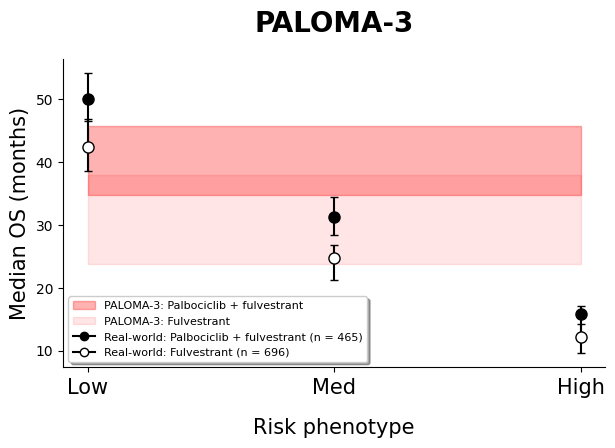 PALOMA-3
Median OS (months)
50
40
30
20
10
PALOMA-3: Palbociclib + fulvestrant
PALOMA-3: Fulvestrant
Real-world: Palbociclib + fulvestrant (n = 465)
Real-world: Fulvestrant (n = 696)
Low Med High
Risk phenotype